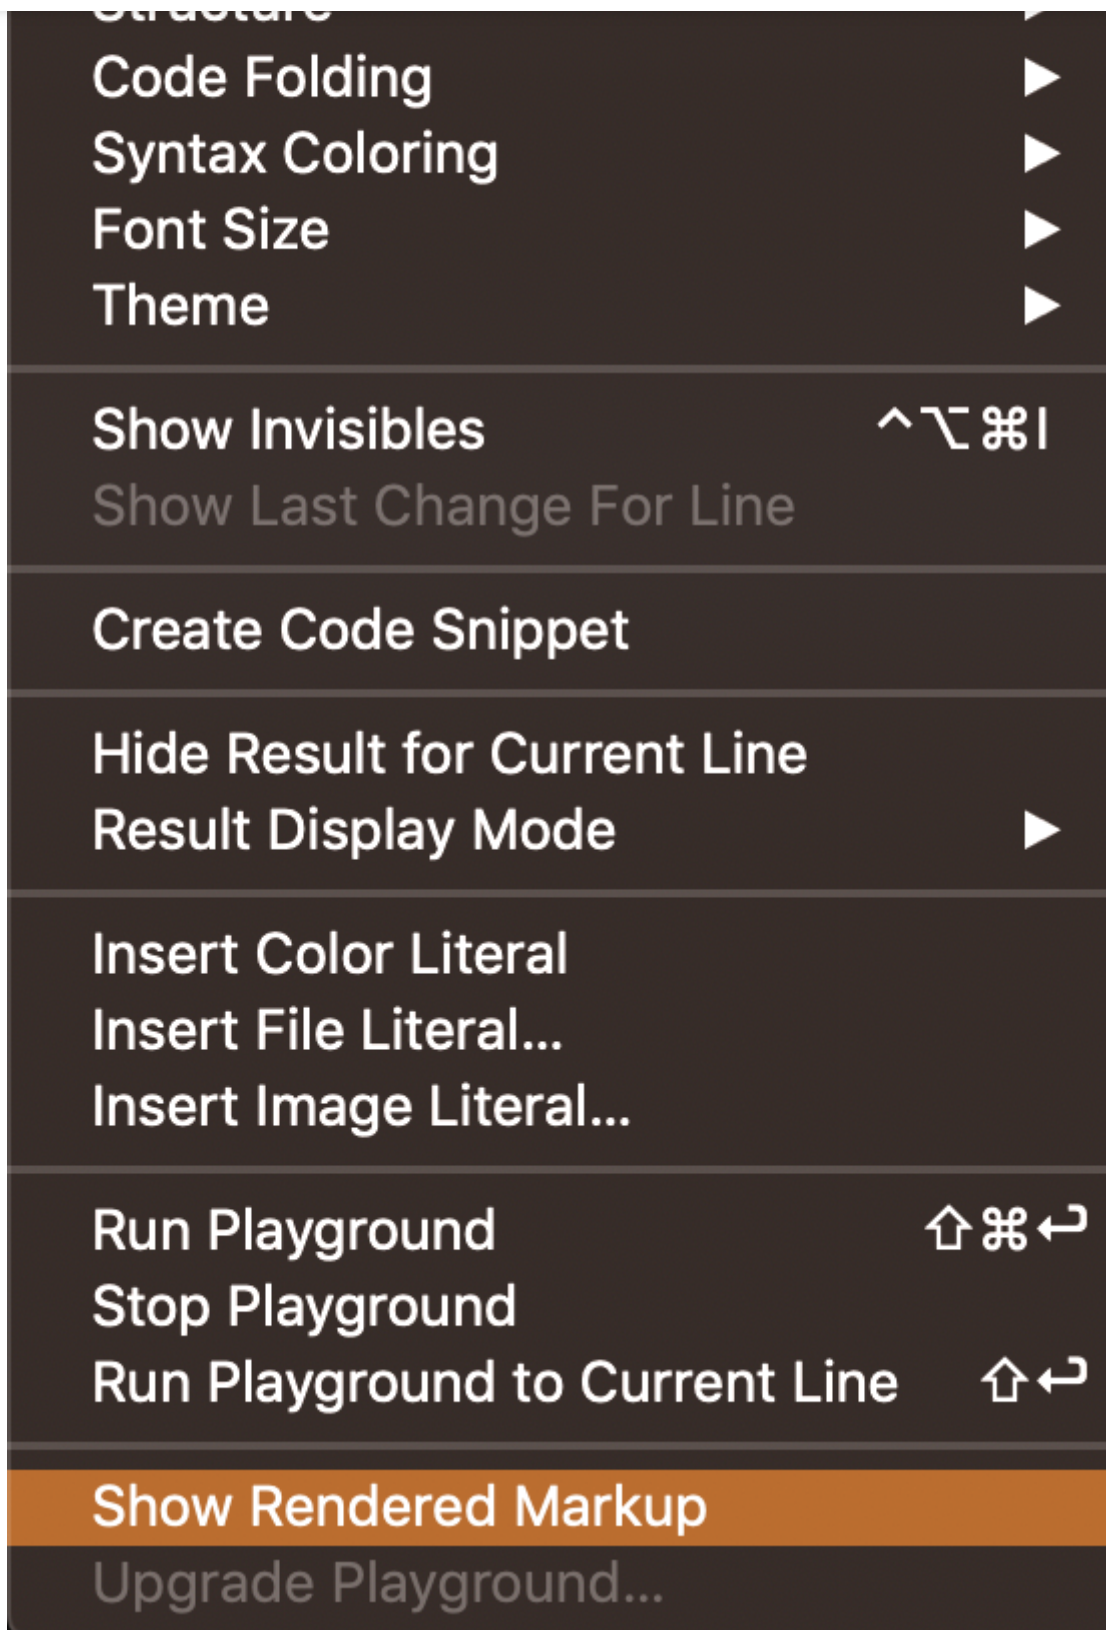 Structure
Code Folding
Syntax Coloring
Font Size
Theme
Show Invisibles ^⌥⌘I
Show Last Change For Line
Create Code Snippet
Hide Result for Current Line
Result Display Mode
Insert Color Literal
Insert File Literal...
Insert Image Literal...
Run Playground ⇧⌘↩
Stop Playground
Run Playground to Current Line ⇧↩
Show Rendered Markup
Upgrade Playground...